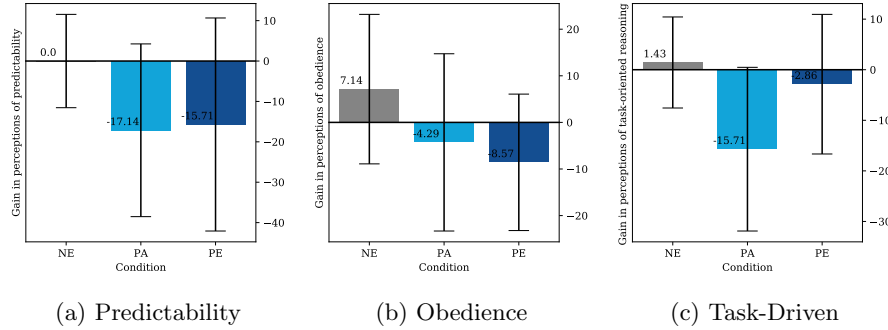 Gain in perceptions of predictability
10
0
−10
−20
−30
−40
0.0
-17.14
-15.71
NE PA PE
Condition
(a) Predictability
Gain in perceptions of obedience
20
10
0
−10
−20
7.14
-4.29
-8.57
NE PA PE
Condition
(b) Obedience
Gain in perceptions of task-oriented reasoning
10
0
−10
−20
−30
1.43
-15.71
-2.86
NE PA PE
Condition
(c) Task-Driven